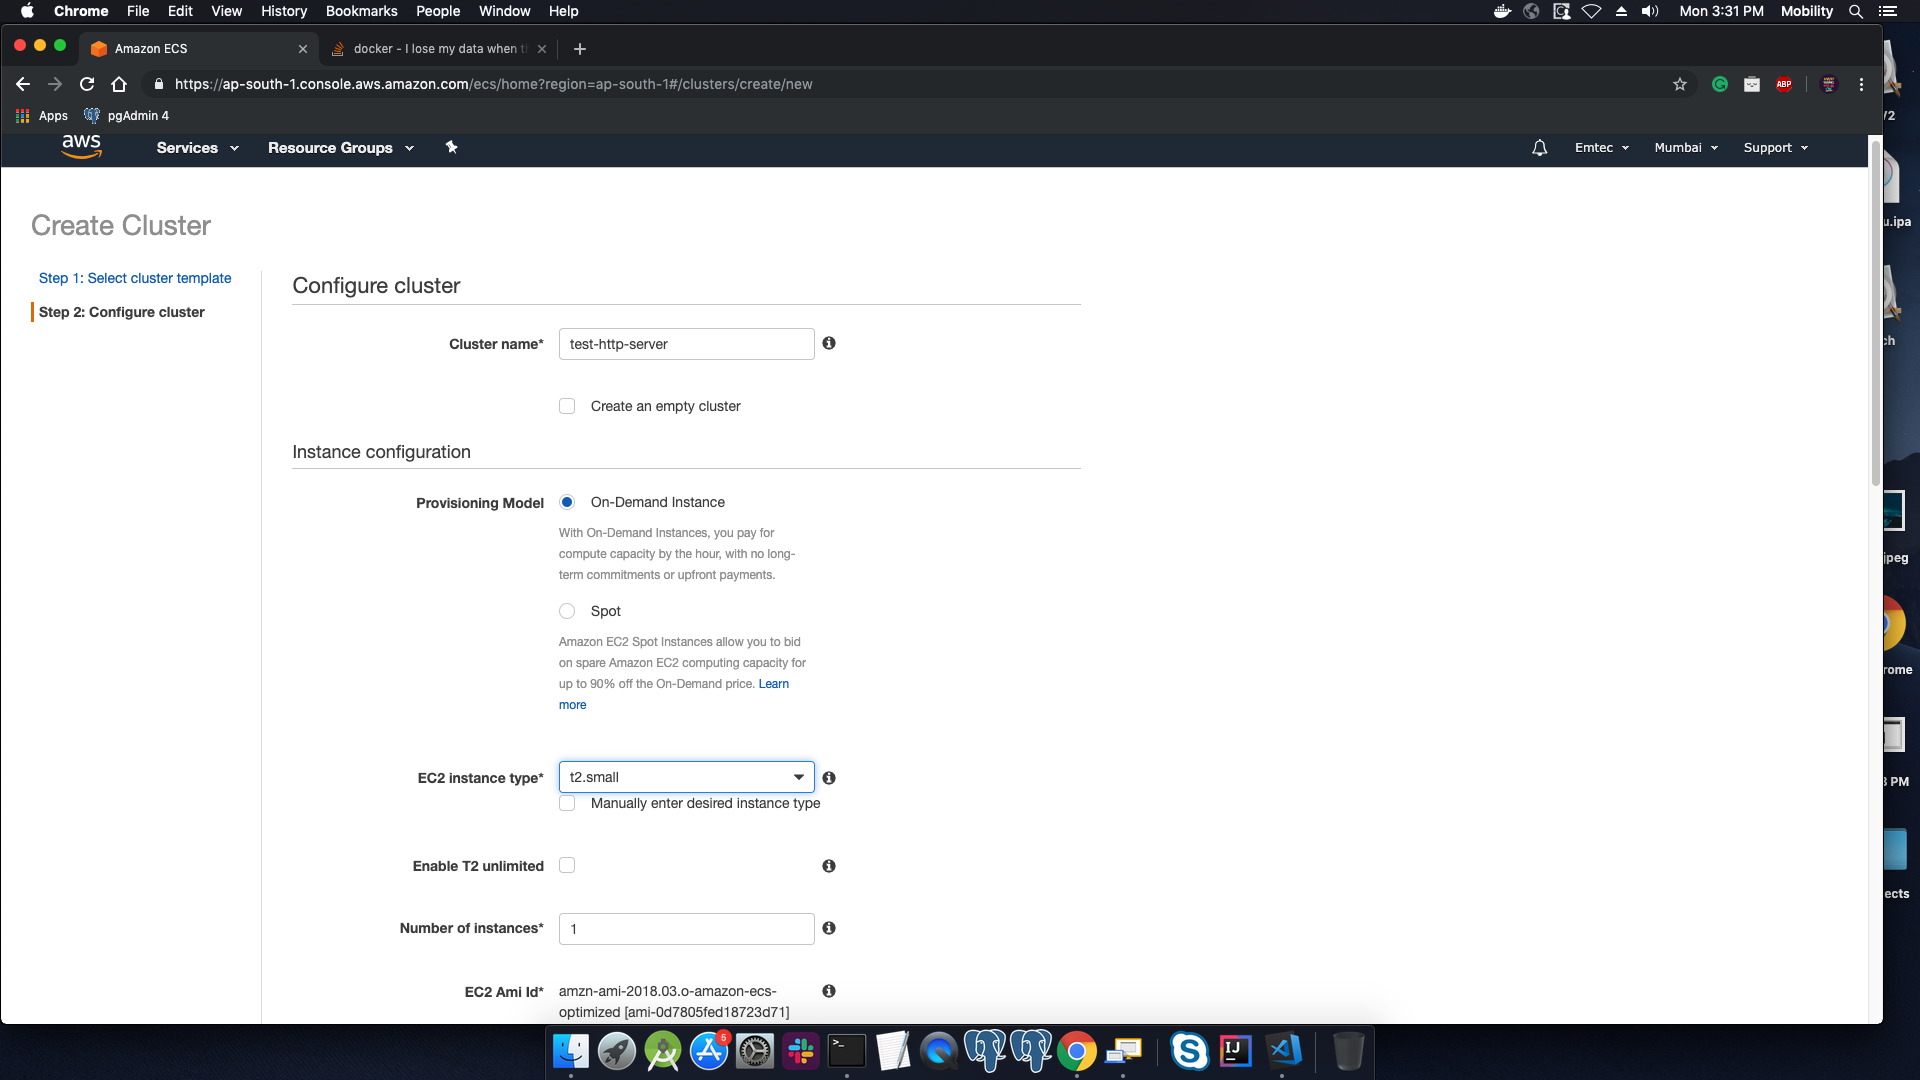 Chrome File Edit View History Bookmarks People Window Help Mon 3:31 PM Mobility
Amazon ECS docker - I lose my data when t
https://ap-south-1.console.aws.amazon.com/ecs/home?region=ap-south-1#/clusters/create/new ABP
Apps pgAdmin 4
aws Services Resource Groups Emtec Mumbai Support
Create Cluster
Step 1: Select cluster template
Step 2: Configure cluster
Configure cluster
Cluster name* test-http-server
Create an empty cluster
Instance configuration
Provisioning Model On-Demand Instance
With On-Demand Instances, you pay for
compute capacity by the hour, with no long-
term commitments or upfront payments.
Spot
Amazon EC2 Spot Instances allow you to bid
on spare Amazon EC2 computing capacity for
up to 90% off the On-Demand price. Learn
more
EC2 instance type* t2.small
Manually enter desired instance type
Enable T2 unlimited
Number of instances* 1
EC2 Ami Id* amzn-ami-2018.03.o-amazon-ecs-
optimized [ami-0d7805fed18723d71]
u.ipa
ch
jpeg
rome
PM
ects
5
IJ